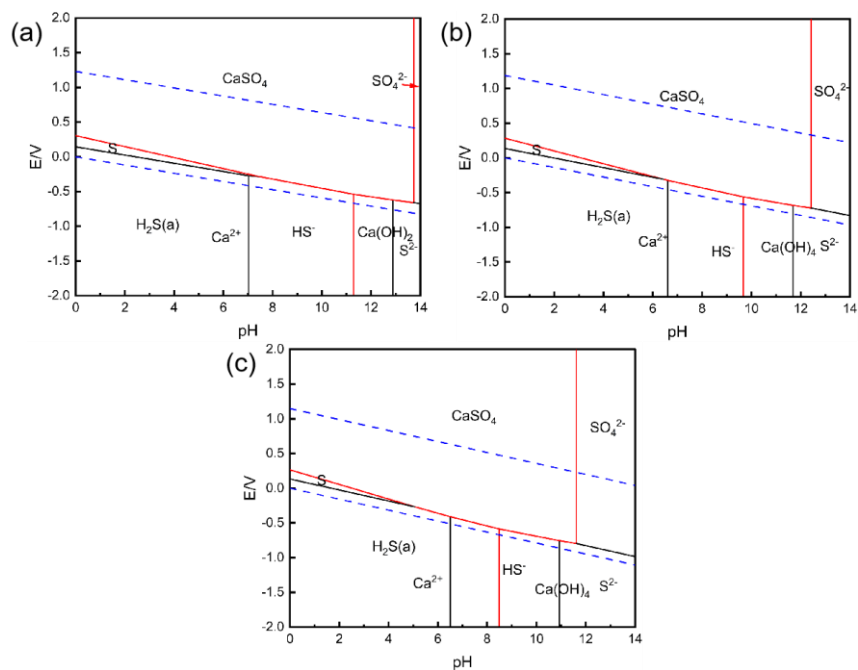 (a)
2.0
1.5
1.0
0.5
0.0
-0.5
-1.0
-1.5
-2.0
E/V
CaSO₄
SO₄²⁻
S
H₂S(a)
Ca²⁺
HS⁻
Ca(OH)₂
S²⁻
0 2 4 6 8 10 12 14
pH
(b)
2.0
1.5
1.0
0.5
0.0
-0.5
-1.0
-1.5
-2.0
E/V
CaSO₄
SO₄²⁻
S
H₂S(a)
Ca²⁺
HS⁻
Ca(OH)₄ S²⁻
0 2 4 6 8 10 12 14
pH
(c)
2.0
1.5
1.0
0.5
0.0
-0.5
-1.0
-1.5
-2.0
E/V
CaSO₄
SO₄²⁻
S
H₂S(a)
Ca²⁺
HS⁻
Ca(OH)₄ S²⁻
0 2 4 6 8 10 12 14
pH